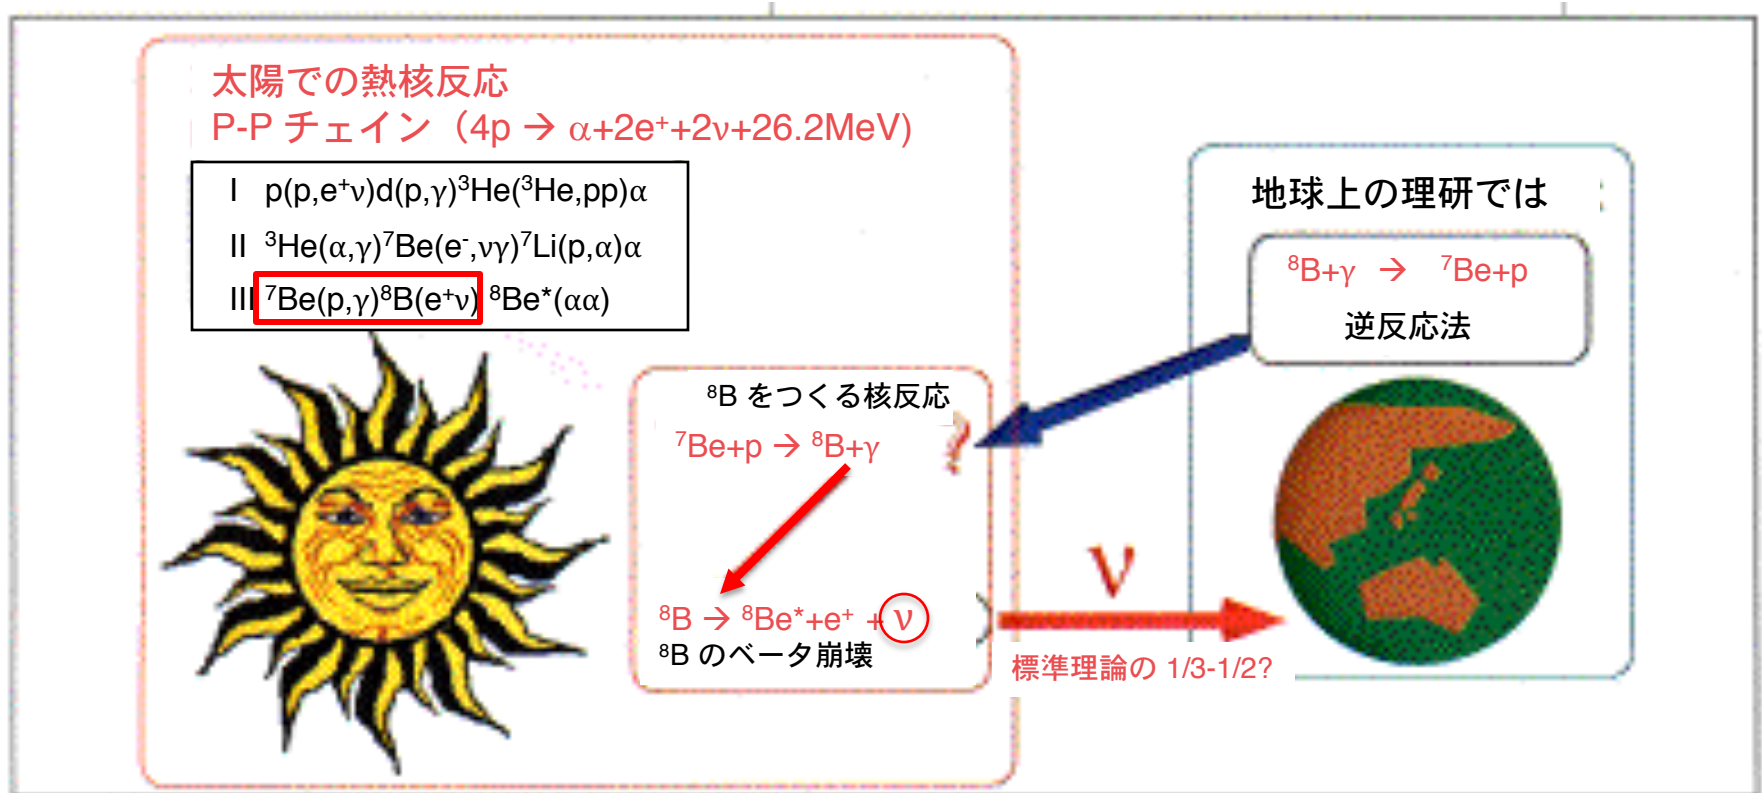 太陽での熱核反応
P-P チェイン（4p → α+2e⁺+2ν+26.2MeV)
I p(p,e⁺ν)d(p,γ)³He(³He,pp)α
II ³He(α,γ)⁷Be(e⁻,νγ)⁷Li(p,α)α
III ⁷Be(p,γ)⁸B(e⁺ν) ⁸Be*(αα)
⁸B をつくる核反応
⁷Be+p → ⁸B+γ
?
⁸B → ⁸Be*+e⁺ + ν
⁸B のベータ崩壊
ν
標準理論の 1/3-1/2?
地球上の理研では
⁸B+γ → ⁷Be+p
逆反応法